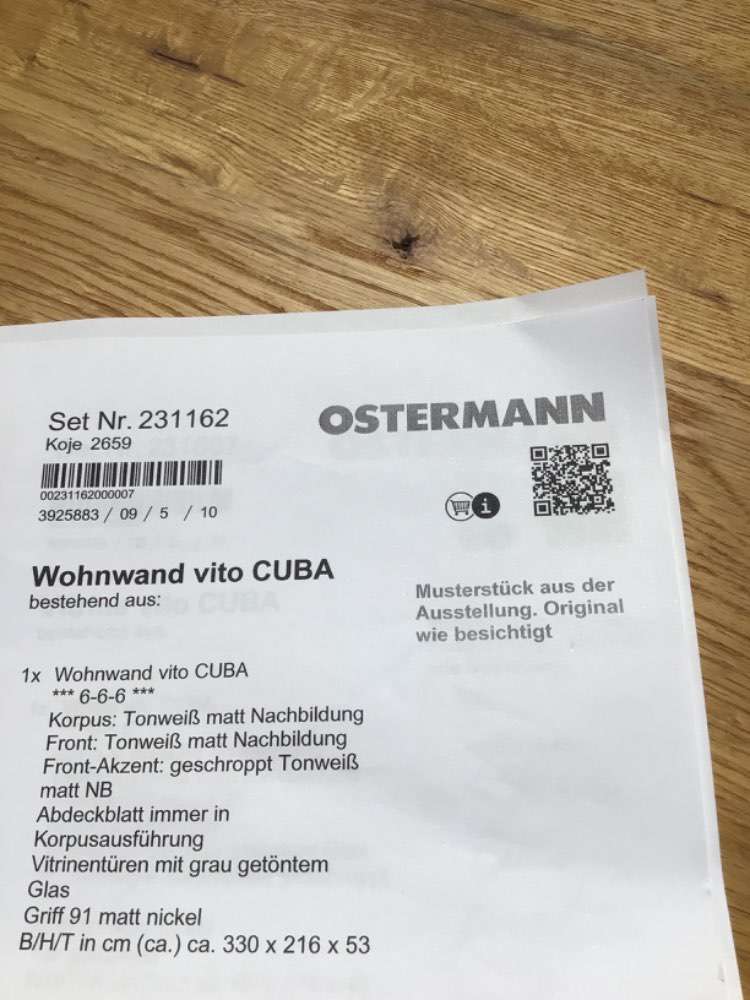 Set Nr. 231162
Koje 2659
00231162000007
3925883 / 09 / 5 / 10
OSTERMANN
i
Wohnwand vito CUBA
bestehend aus:
Musterstück aus der
Ausstellung. Original
wie besichtigt
1x Wohnwand vito CUBA
*** 6-6-6 ***
Korpus: Tonweiß matt Nachbildung
Front: Tonweiß matt Nachbildung
Front-Akzent: geschroppt Tonweiß
matt NB
Abdeckblatt immer in
Korpusausführung
Vitrinentüren mit grau getöntem
Glas
Griff 91 matt nickel
B/H/T in cm (ca.) ca. 330 x 216 x 53